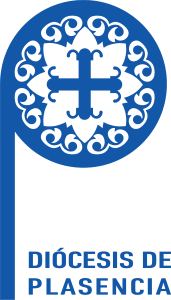 DIÓCESIS DE
PLASENCIA